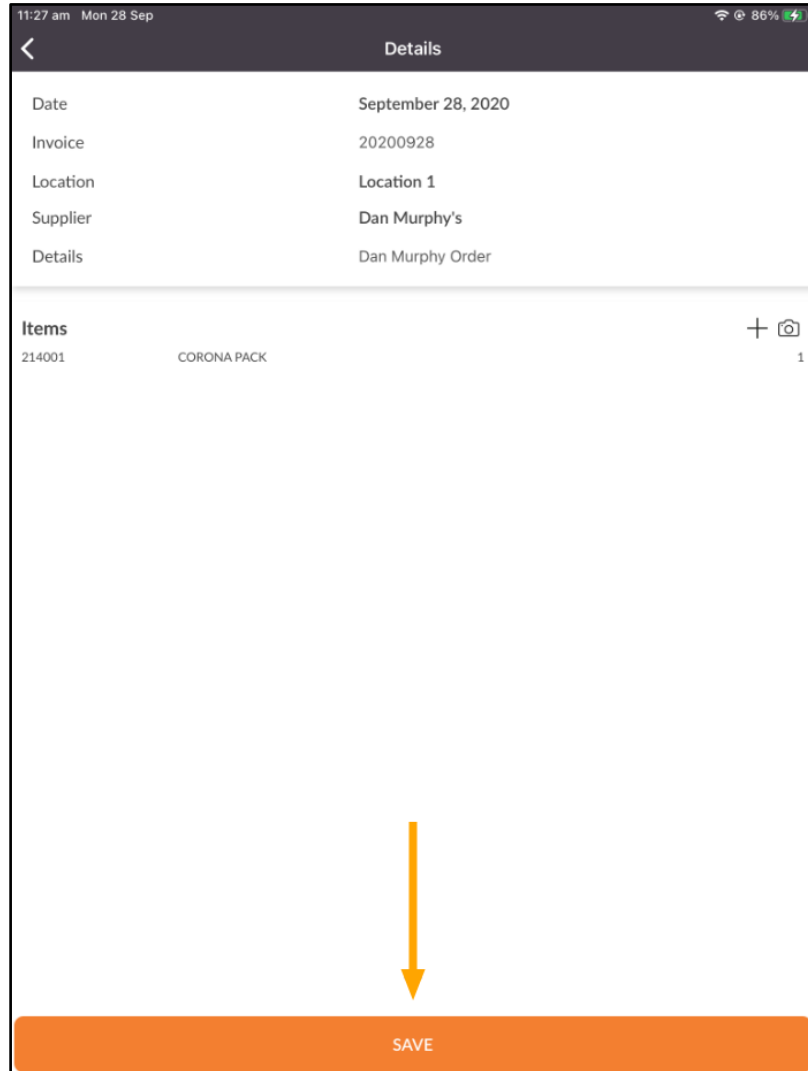 11:27 am Mon 28 Sep 86%
Details
Date September 28, 2020
Invoice 20200928
Location Location 1
Supplier Dan Murphy's
Details Dan Murphy Order
Items
214001 CORONA PACK 1
SAVE